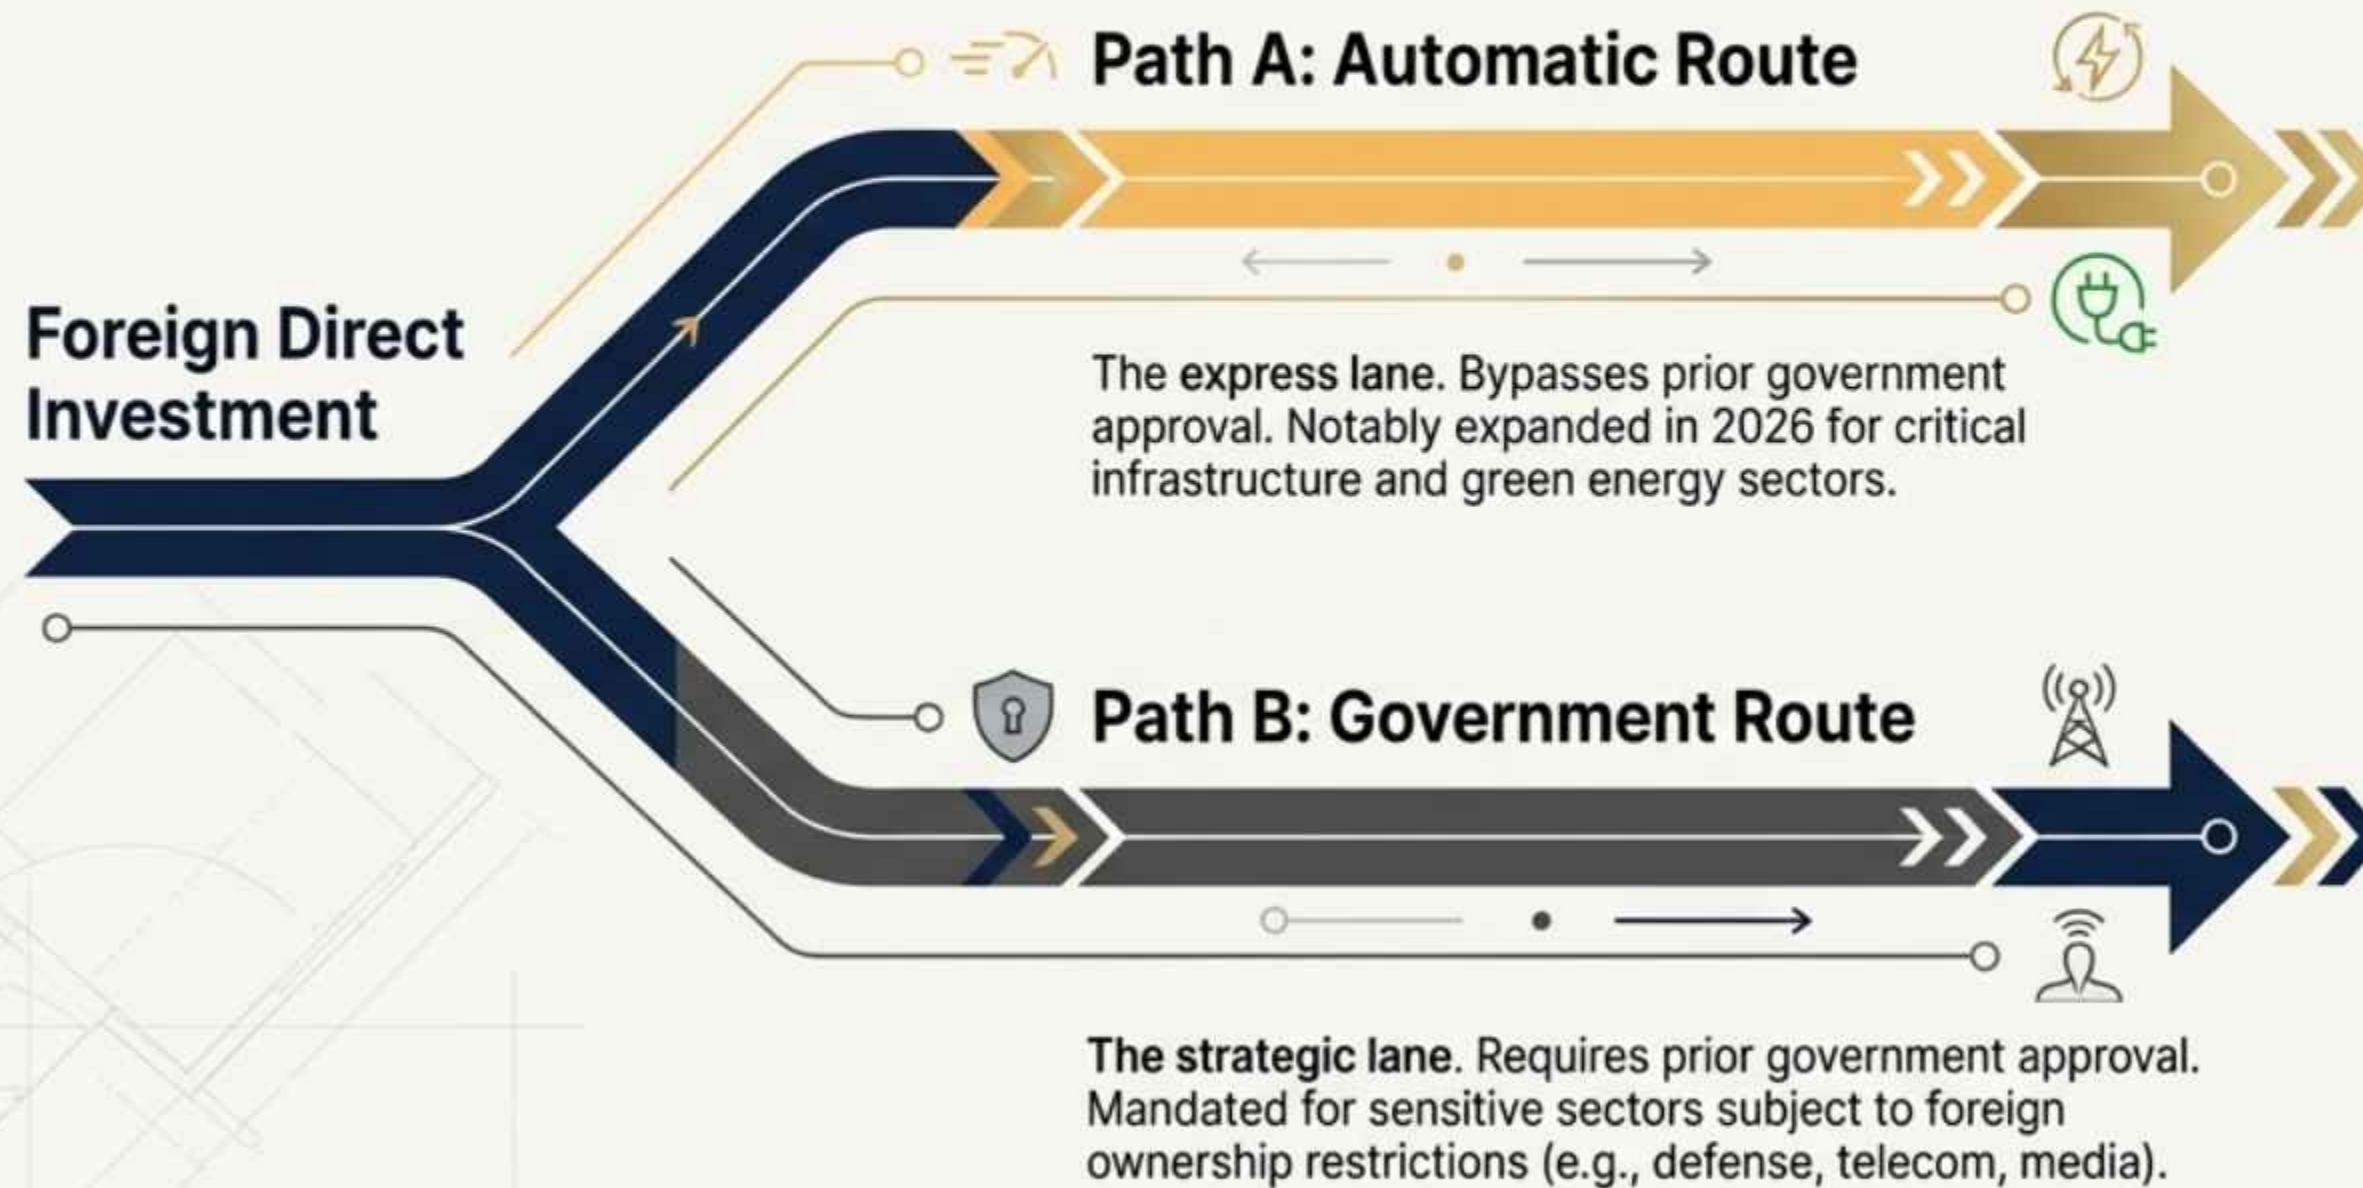 Path A: Automatic Route
Foreign Direct
Investment
The express lane. Bypasses prior government
approval. Notably expanded in 2026 for critical
infrastructure and green energy sectors.
Path B: Government Route
The strategic lane. Requires prior government approval.
Mandated for sensitive sectors subject to foreign
ownership restrictions (e.g., defense, telecom, media).